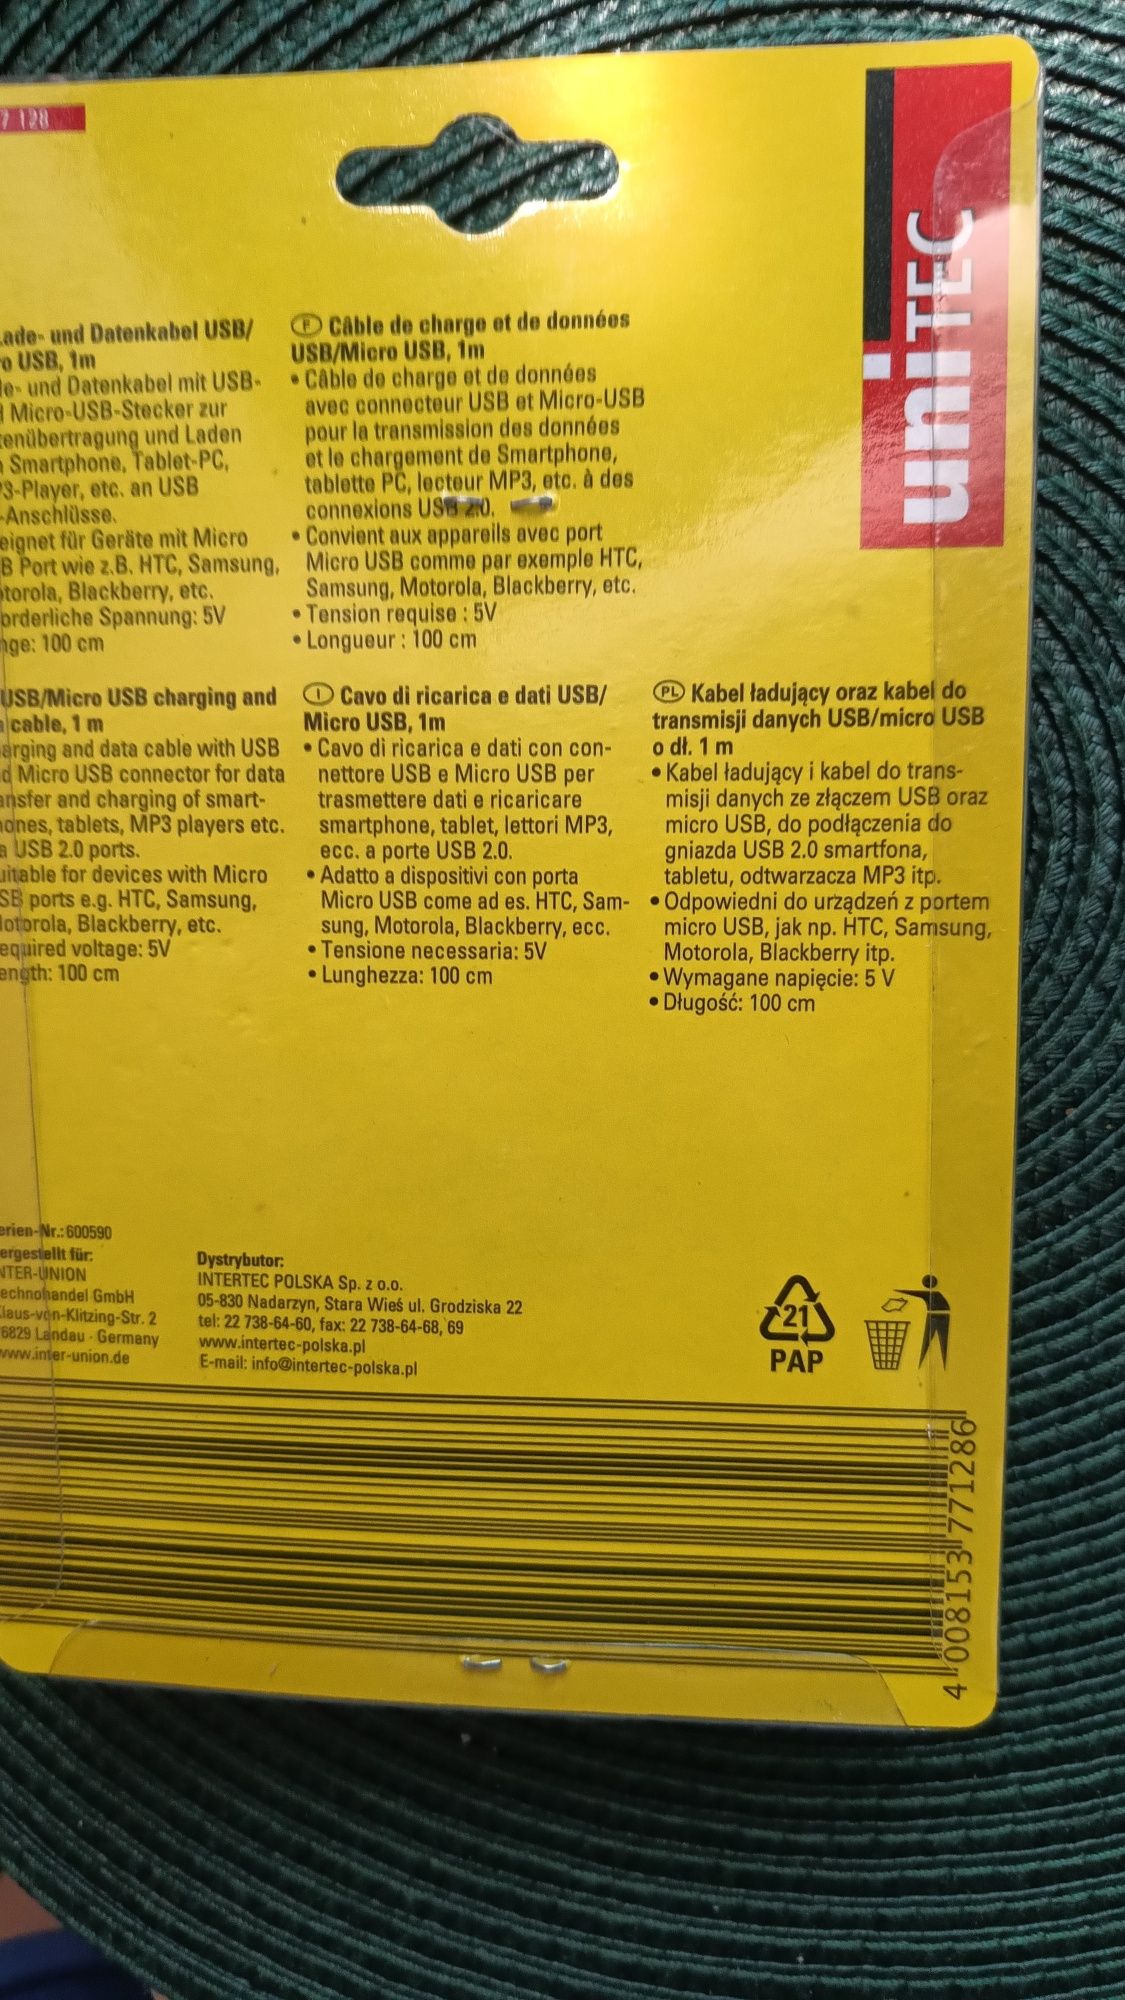 7 128
uniTEC
Lade- und Datenkabel USB/
USB, 1m
und Datenkabel mit USB-
Micro-USB-Stecker zur
und Laden
Smartphone, Tablet-PC,
-Player, etc. an USB
-Anschlüsse.
für Geräte mit Micro
Port wie z.B. HTC, Samsung,
Blackberry, etc.
Spannung: 5V
100 cm
F Câble de charge et de données
USB/Micro USB, 1m
• Câble de charge et de données
avec connecteur USB et Micro-USB
pour la transmission des données
et le chargement de Smartphone,
tablette PC, lecteur MP3, etc. à des
connexions USB 2.0.
• Convient aux appareils avec port
Micro USB comme par exemple HTC,
Samsung, Motorola, Blackberry, etc.
• Tension requise : 5V
• Longueur : 100 cm
USB/Micro USB charging and
cable, 1 m
and data cable with USB
Micro USB connector for data
and charging of smart-
tablets, MP3 players etc.
USB 2.0 ports.
for devices with Micro
ports e.g. HTC, Samsung,
Blackberry, etc.
voltage: 5V
100 cm
I Cavo di ricarica e dati USB/
Micro USB, 1m
• Cavo di ricarica e dati con con-
nettore USB e Micro USB per
trasmettere dati e ricaricare
smartphone, tablet, lettori MP3,
ecc. a porte USB 2.0.
• Adatto a dispositivi con porta
Micro USB come ad es. HTC, Sam-
sung, Motorola, Blackberry, ecc.
• Tensione necessaria: 5V
• Lunghezza: 100 cm
PL Kabel ładujący oraz kabel do
transmisji danych USB/micro USB
o dł. 1 m
• Kabel ładujący i kabel do trans-
misji danych ze złączem USB oraz
micro USB, do podłączenia do
gniazda USB 2.0 smartfona,
tabletu, odtwarzacza MP3 itp.
• Odpowiedni do urządzeń z portem
micro USB, jak np. HTC, Samsung,
Motorola, Blackberry itp.
• Wymagane napięcie: 5 V
• Długość: 100 cm
erien-Nr.: 600590
ergestellt für:
NTER-UNION
echnohandel GmbH
Klaus-von-Klitzing-Str. 2
6829 Landau · Germany
www.inter-union.de
Dystrybutor:
INTERTEC POLSKA Sp. z o.o.
05-830 Nadarzyn, Stara Wieś ul. Grodziska 22
tel: 22 738-64-60, fax: 22 738-64-68, 69
www.intertec-polska.pl
E-mail: info@intertec-polska.pl
21
PAP
4 008153 771286